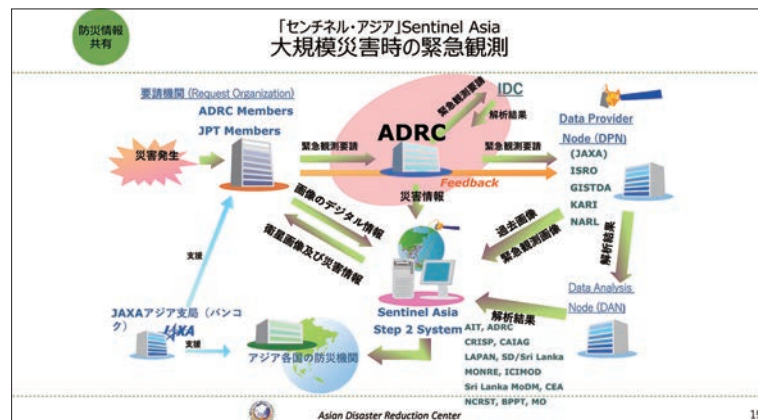 防災情報
共有
「センチネル・アジア」Sentinel Asia
大規模災害時の緊急観測
要請機関 (Request Organization)
ADRC Members
JPT Members
災害発生
緊急観測要請
ADRC
緊急観測要請
IDC
解析結果
緊急観測要請
Feedback
災害情報
Data Provider
Node (DPN)
(JAXA)
ISRO
GISTDA
KARI
NARL
画像のデジタル情報
衛星画像及び災害情報
過去画像
緊急観測画像
解析結果
支援
JAXAアジア支局（バンコ
ク）
JAXA
支援
アジア各国の防災機関
Sentinel Asia
Step 2 System
解析結果
Data Analysis
Node (DAN)
AIT, ADRC
CRISP, CAIAG
LAPAN, SD/Sri Lanka
MONRE, ICIMOD
Sri Lanka MoDM, CEA
NCRST, BPPT, MO
Asian Disaster Reduction Center